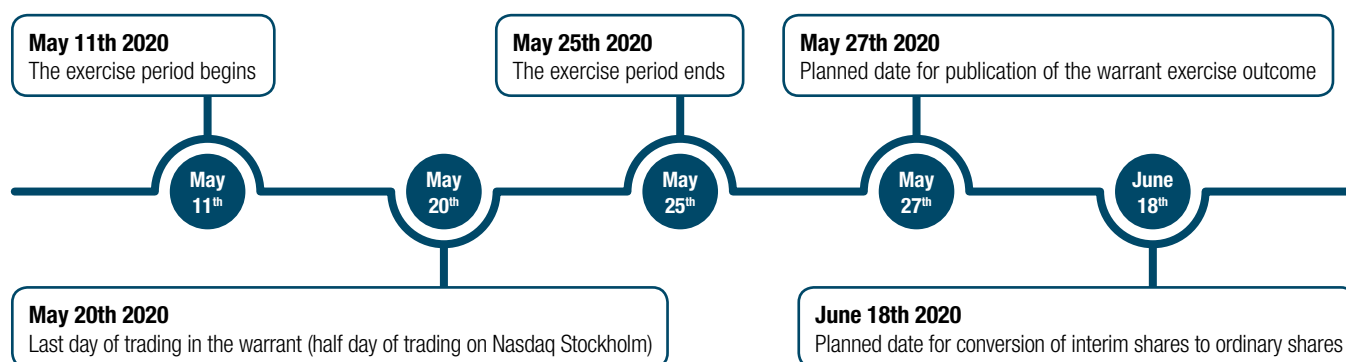 May 11th 2020
The exercise period begins
May 25th 2020
The exercise period ends
May 27th 2020
Planned date for publication of the warrant exercise outcome
May
11th
May
20th
May
25th
May
27th
June
18th
May 20th 2020
Last day of trading in the warrant (half day of trading on Nasdaq Stockholm)
June 18th 2020
Planned date for conversion of interim shares to ordinary shares